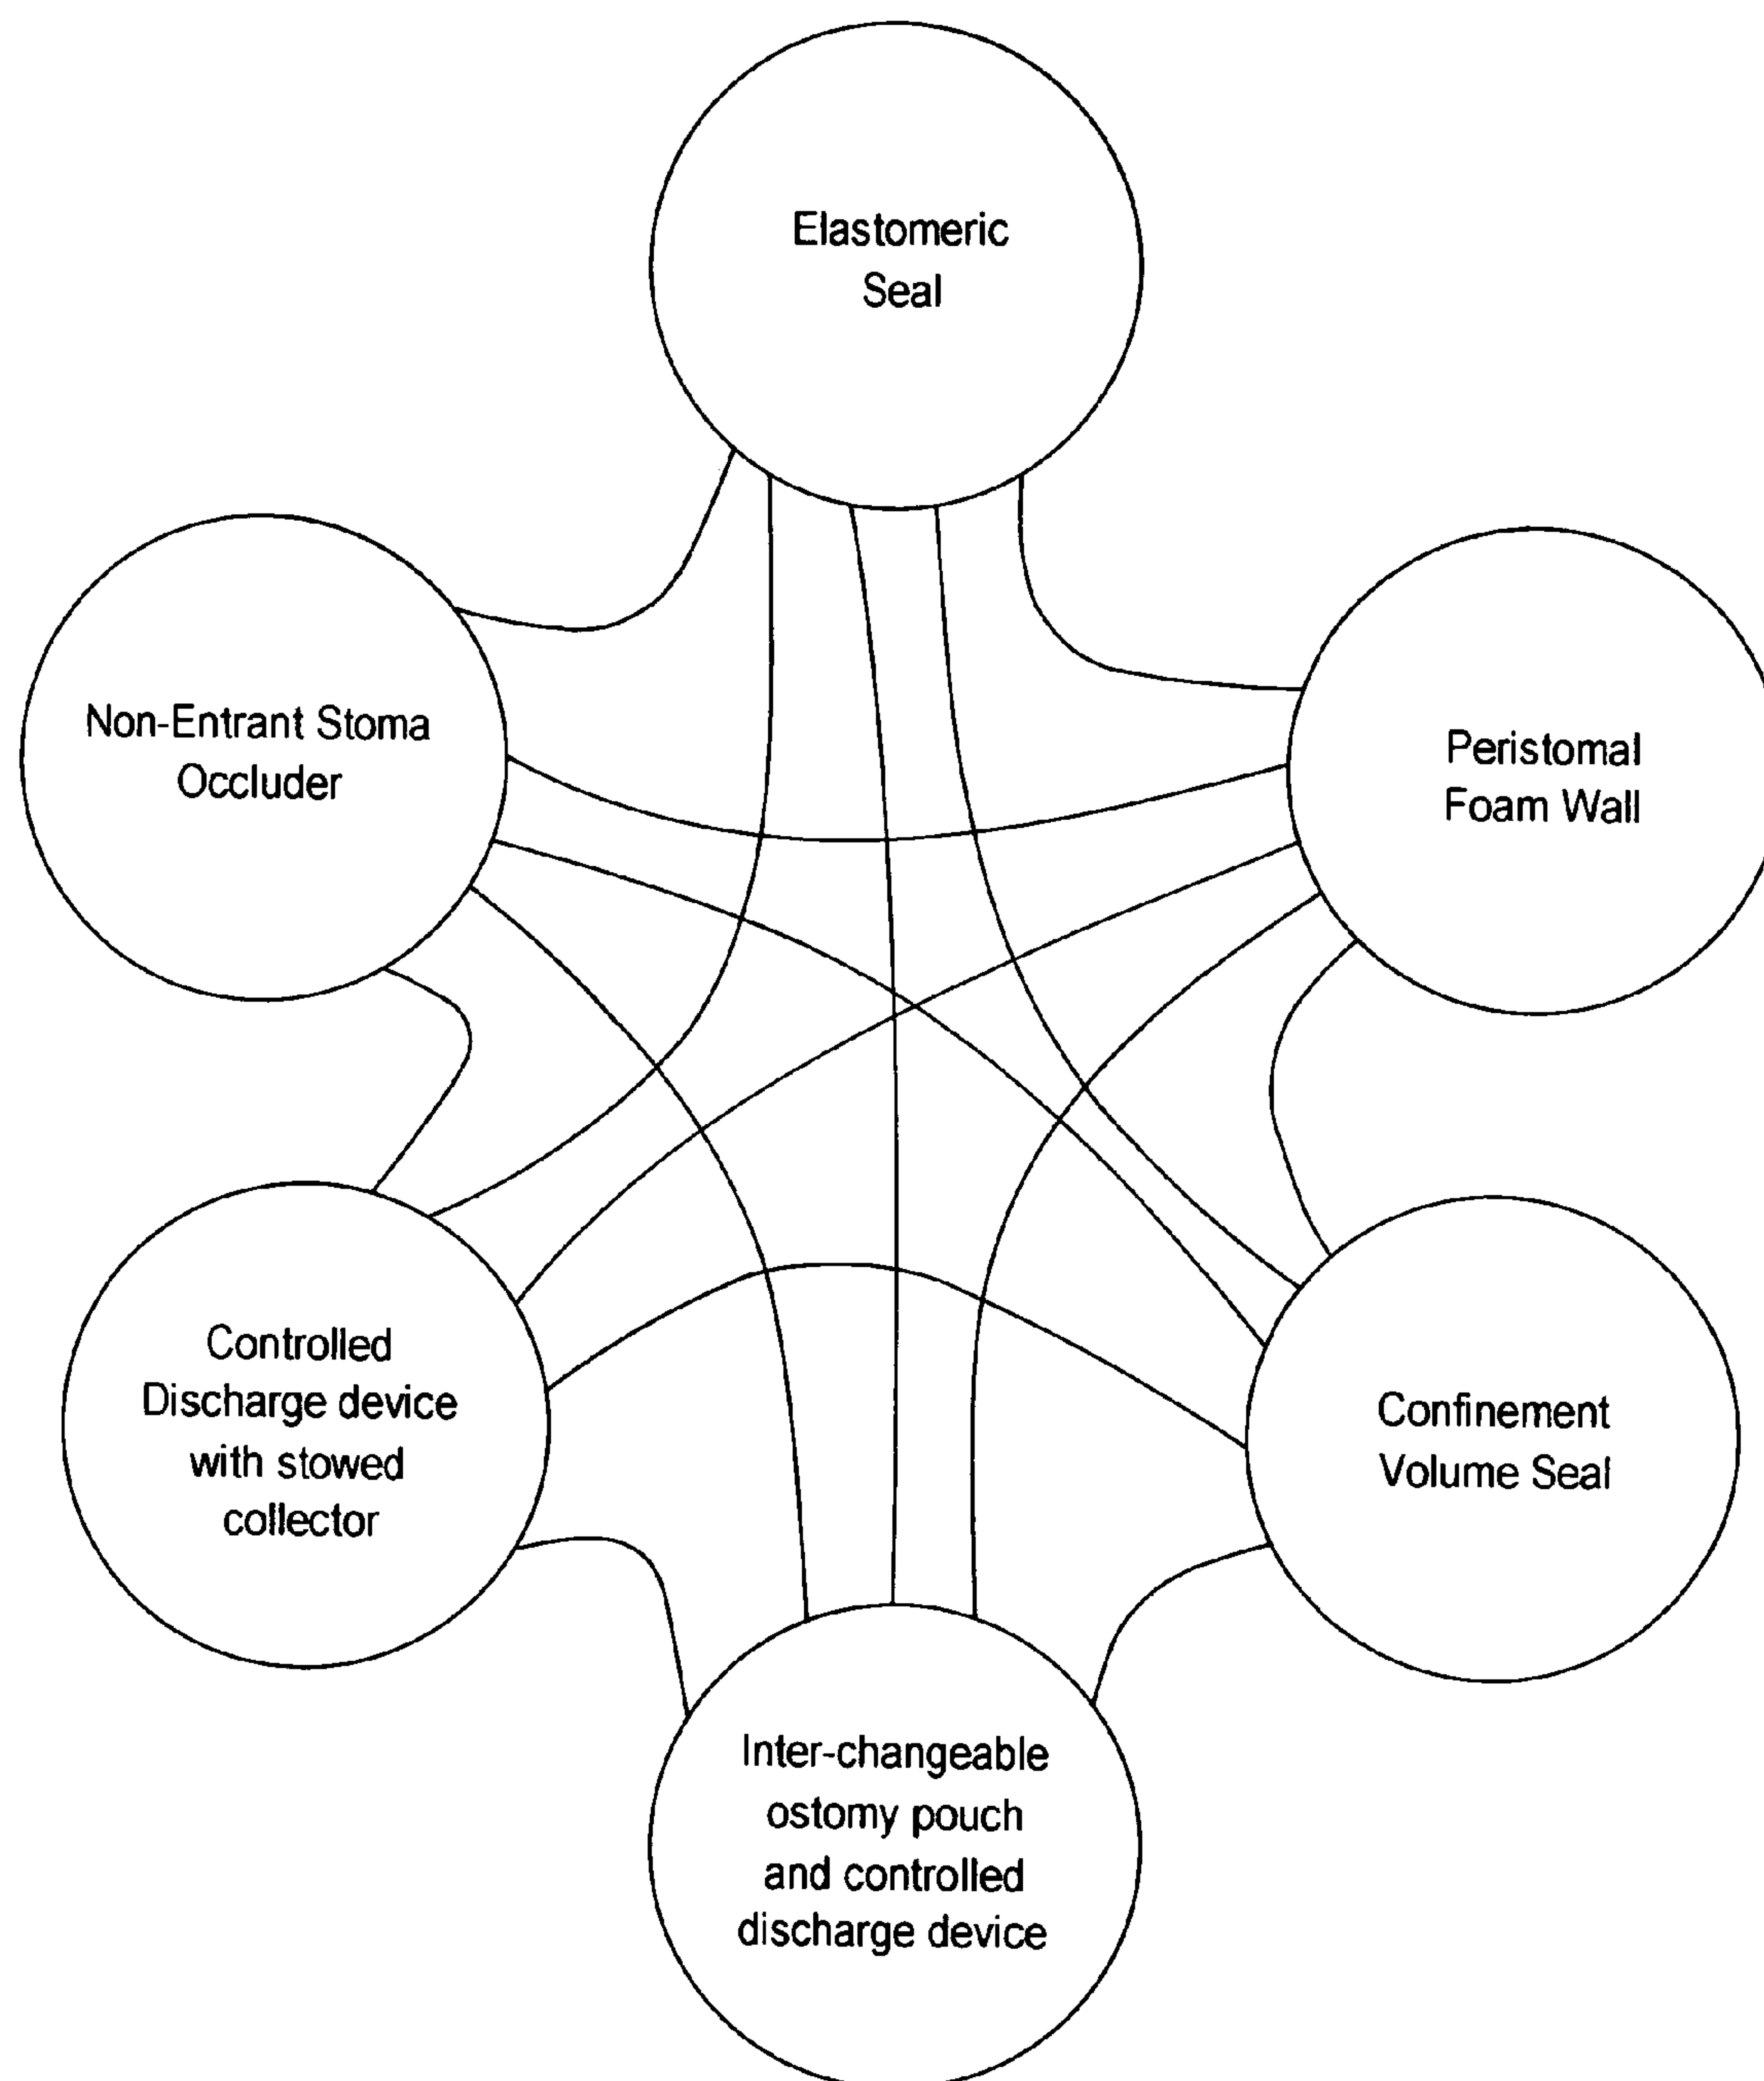 Elastomeric
Seal
Non-Entrant Stoma
Occluder
Peristomal
Foam Wall
Controlled
Discharge device
with stowed
collector
Confinement
Volume Seal
Inter-changeable
ostomy pouch
and controlled
discharge device